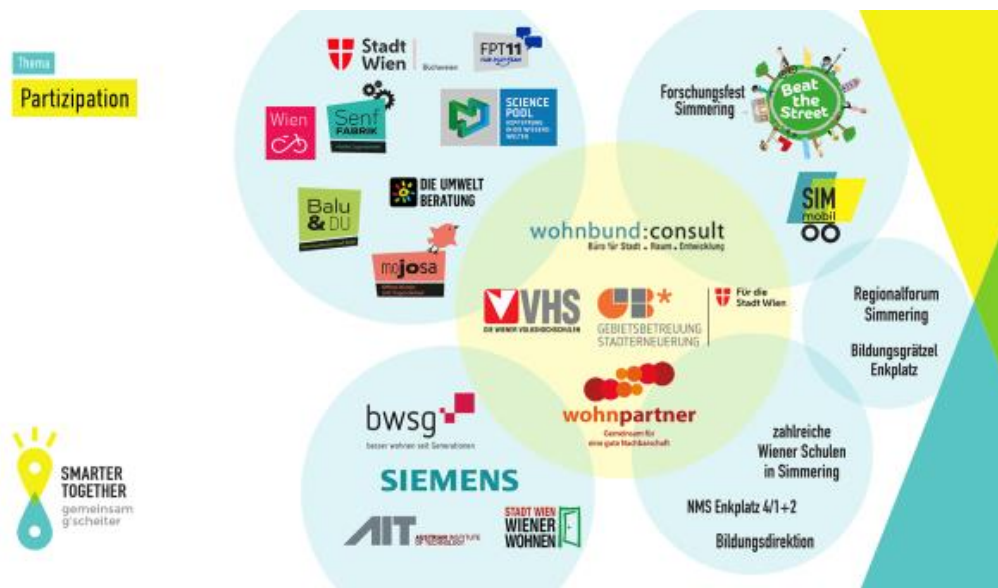 Thema
Partizipation
Stadt
Wien
Büchereien
FPT11
Wien
Senf
FABRIK
SCIENCE
POOL
Balu
& DU
DIE UMWELT
BERATUNG
mojosa
Forschungsfest
Simmering
Beat
the
Street
SIM
mobil
wohnbund:consult
Büro für Stadt . Raum . Entwicklung
VHS
DIE WIENER VOLKSHOCHSCHULEN
GB*
GEBIETSBETREUUNG
STADTERNEUERUNG
Für die
Stadt Wien
wohnpartner
Gemeinsam für
eine gute Nachbarschaft
Regionalforum
Simmering
Bildungsgrätzel
Enkplatz
bwsg
besser wohnen seit Generationen
SIEMENS
AIT AUSTRIAN INSTITUTE
OF TECHNOLOGY
STADT WIEN
WIENER
WOHNEN
zahlreiche
Wiener Schulen
in Simmering
NMS Enkplatz 4/1+2
Bildungsdirektion
SMARTER
TOGETHER
gemeinsam
g'scheiter